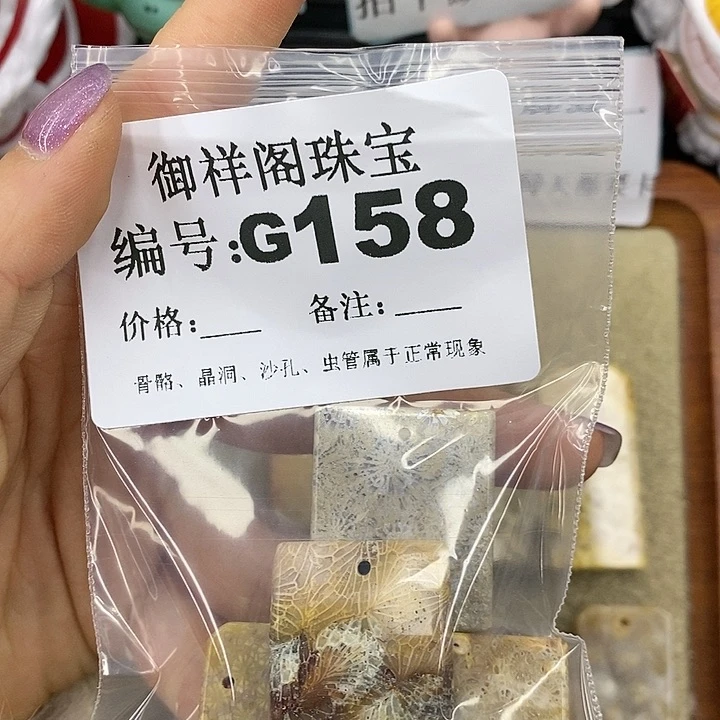 御祥阁珠宝
编号:G158
价格:___ 备注:____
骨骼、晶洞、沙孔、虫管属于正常现象